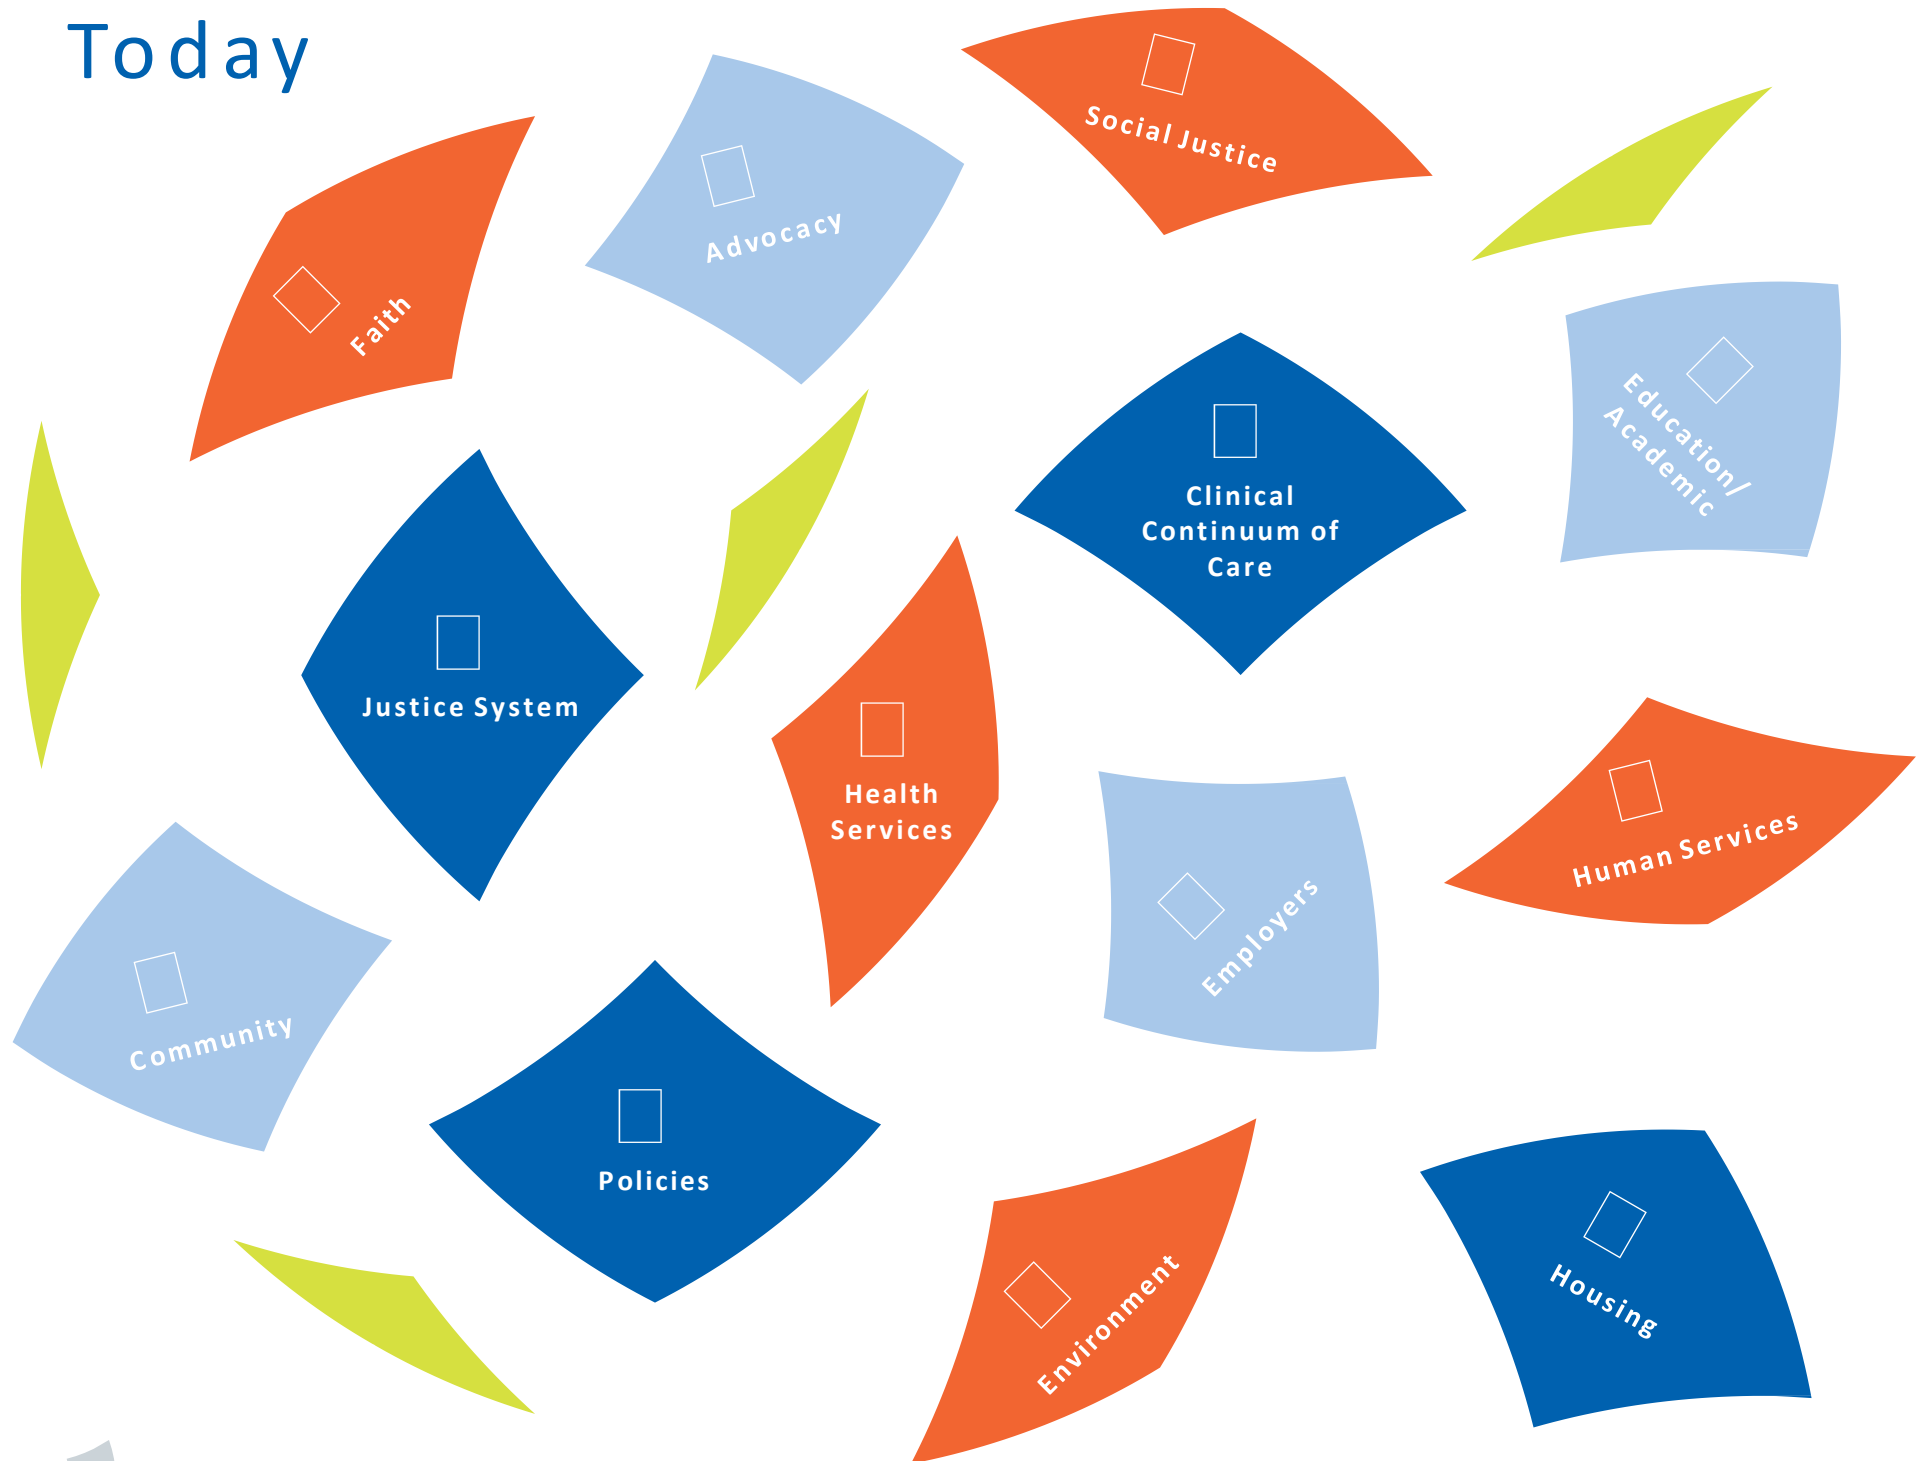 Today
Social Justice
Advocacy
Faith
Education/
Academic
Clinical
Continuum of
Care
Justice System
Health
Services
Human Services
Employers
Community
Policies
Environment
Housing